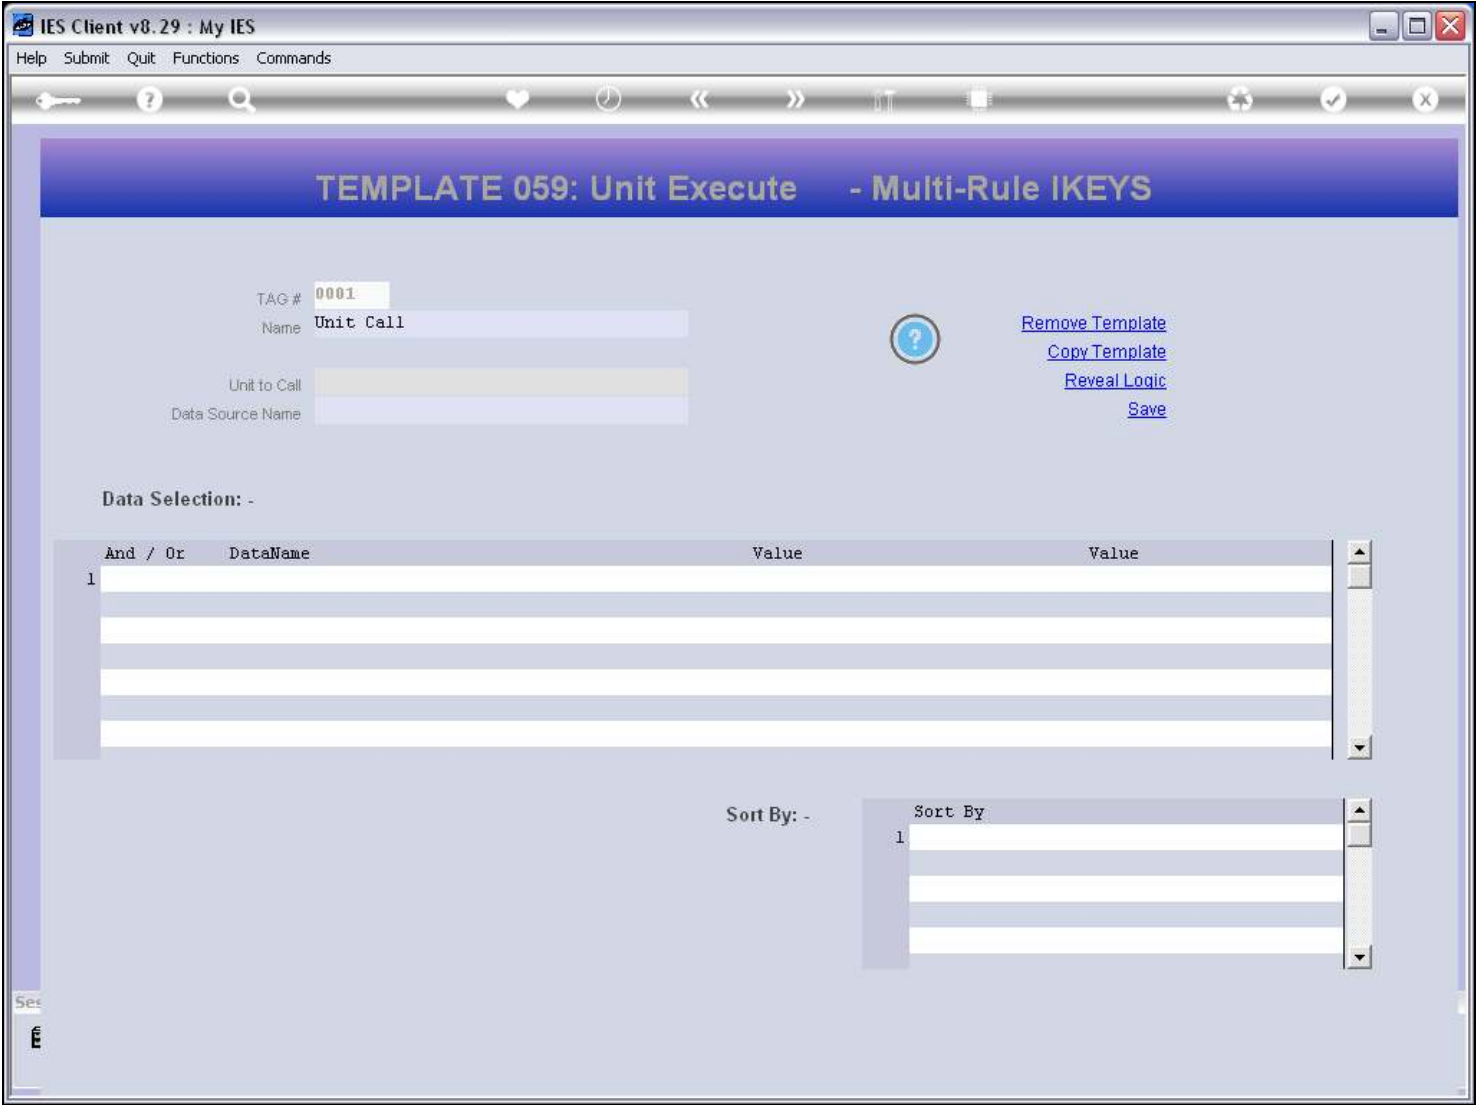 IES Client v8.29 : My IES
Help Submit Quit Functions Commands
TEMPLATE 059: Unit Execute - Multi-Rule IKEYS
TAG # 0001
Name Unit Call
Remove Template
Copy Template
Unit to Call
Reveal Logic
Data Source Name
Save
Data Selection: -
And / Or DataName Value Value
1
Sort By: -
Sort By
1